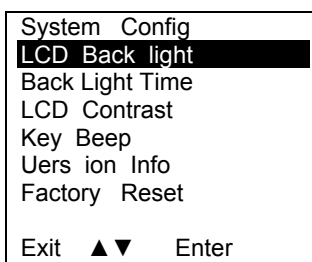 System Config
LCD Back light
Back Light Time
LCD Contrast
Key Beep
Uers ion Info
Factory Reset
Exit ▲▼ Enter